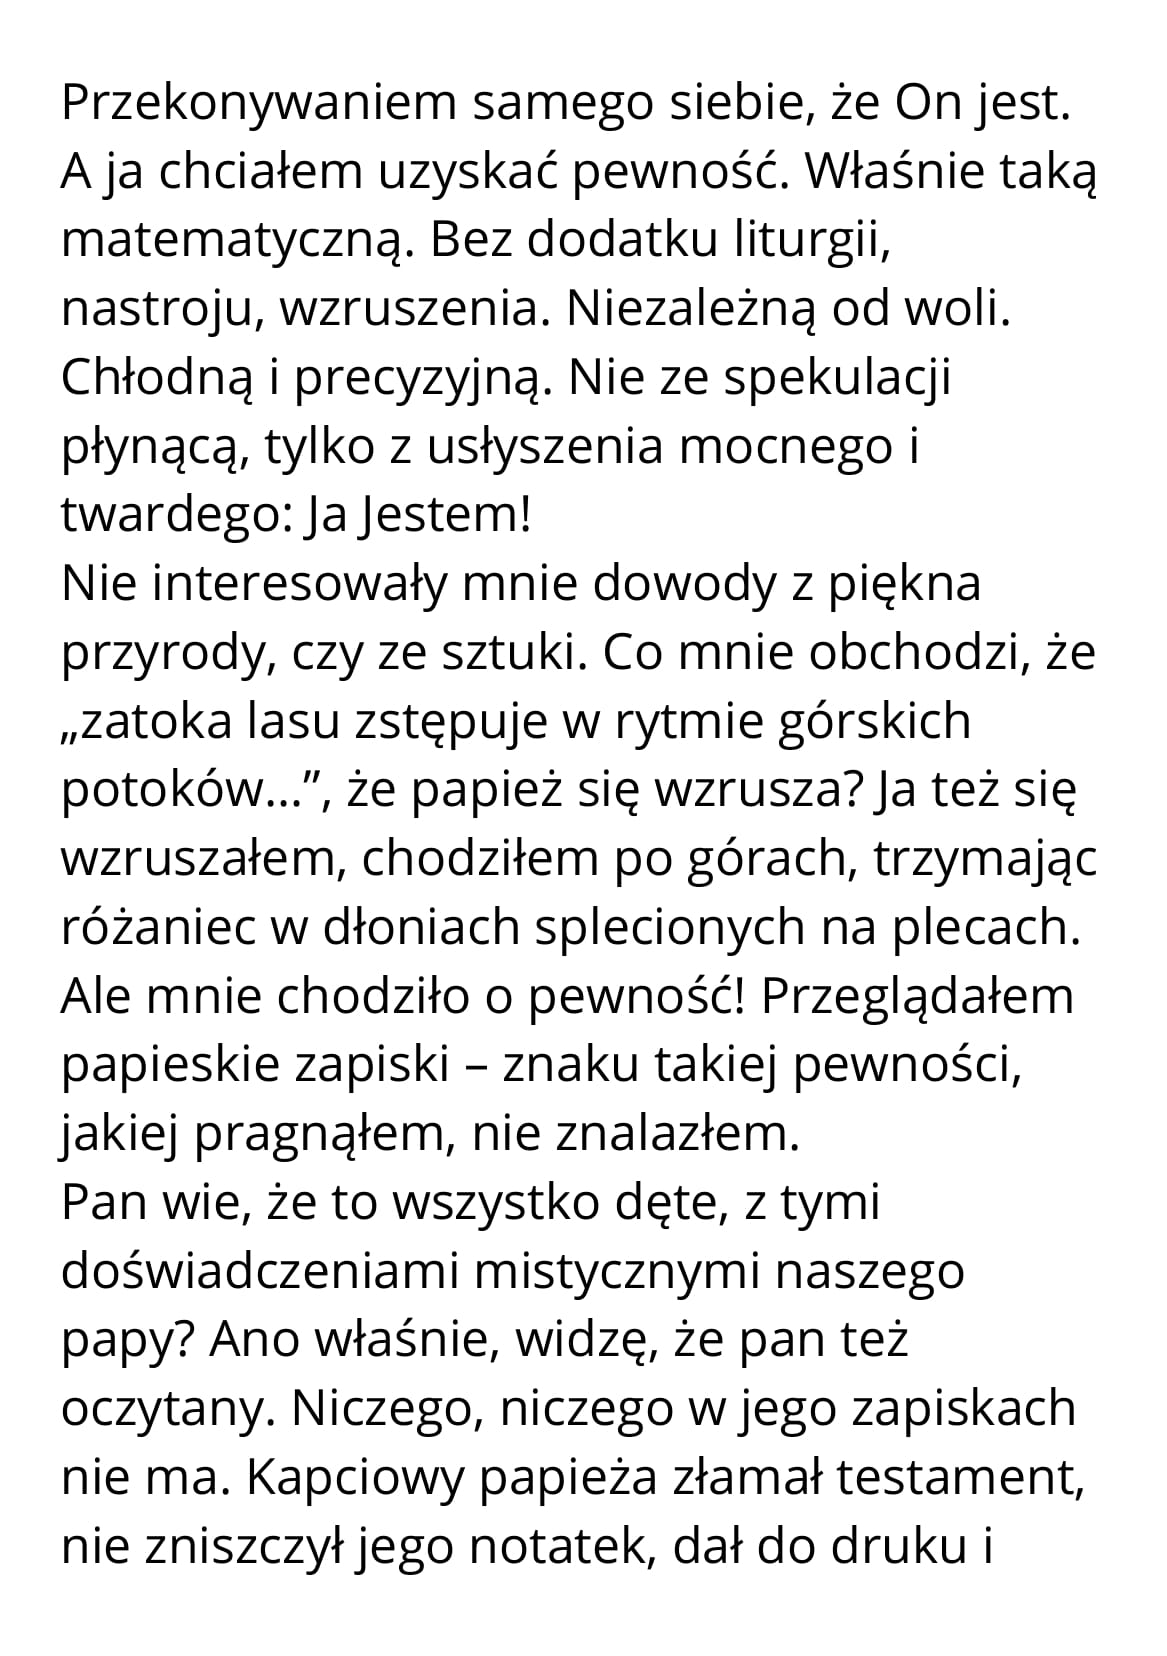 Przekonywaniem samego siebie, że On jest.
A ja chciałem uzyskać pewność. Właśnie taką
matematyczną. Bez dodatku liturgii,
nastroju, wzruszenia. Niezależną od woli.
Chłodną i precyzyjną. Nie ze spekulacji
płynącą, tylko z usłyszenia mocnego i
twardego: Ja Jestem!
Nie interesowały mnie dowody z piękna
przyrody, czy ze sztuki. Co mnie obchodzi, że
„zatoka lasu zstępuje w rytmie górskich
potoków...”, że papież się wzrusza? Ja też się
wzruszałem, chodziłem po górach, trzymając
różaniec w dłoniach splecionych na plecach.
Ale mnie chodziło o pewność! Przeglądałem
papieskie zapiski – znaku takiej pewności,
jakiej pragnąłem, nie znalazłem.
Pan wie, że to wszystko dęte, z tymi
doświadczeniami mistycznymi naszego
papy? Ano właśnie, widzę, że pan też
oczytany. Niczego, niczego w jego zapiskach
nie ma. Kapciowy papieża złamał testament,
nie zniszczył jego notatek, dał do druku i